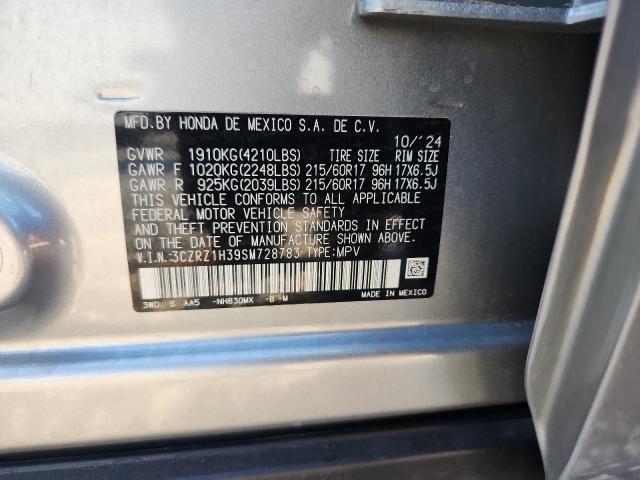 MFD.BY HONDA DE MEXICO S.A. DE C.V.
10/'24
GVWR 1910KG(4210LBS) TIRE SIZE RIM SIZE
GAWR F 1020KG(2248LBS) 215/60R17 96H 17X6.5J
GAWR R 925KG(2039LBS) 215/60R17 96H 17X6.5J
THIS VEHICLE CONFORMS TO ALL APPLICABLE
FEDERAL MOTOR VEHICLE SAFETY
AND THEFT PREVENTION STANDARDS IN EFFECT
ON THE DATE OF MANUFACTURE SHOWN ABOVE.
V.I.N.:3CZRZ1H39SM728783 TYPE:MPV
3WD S AA5 -NH830MX -B -M MADE IN MEXICO